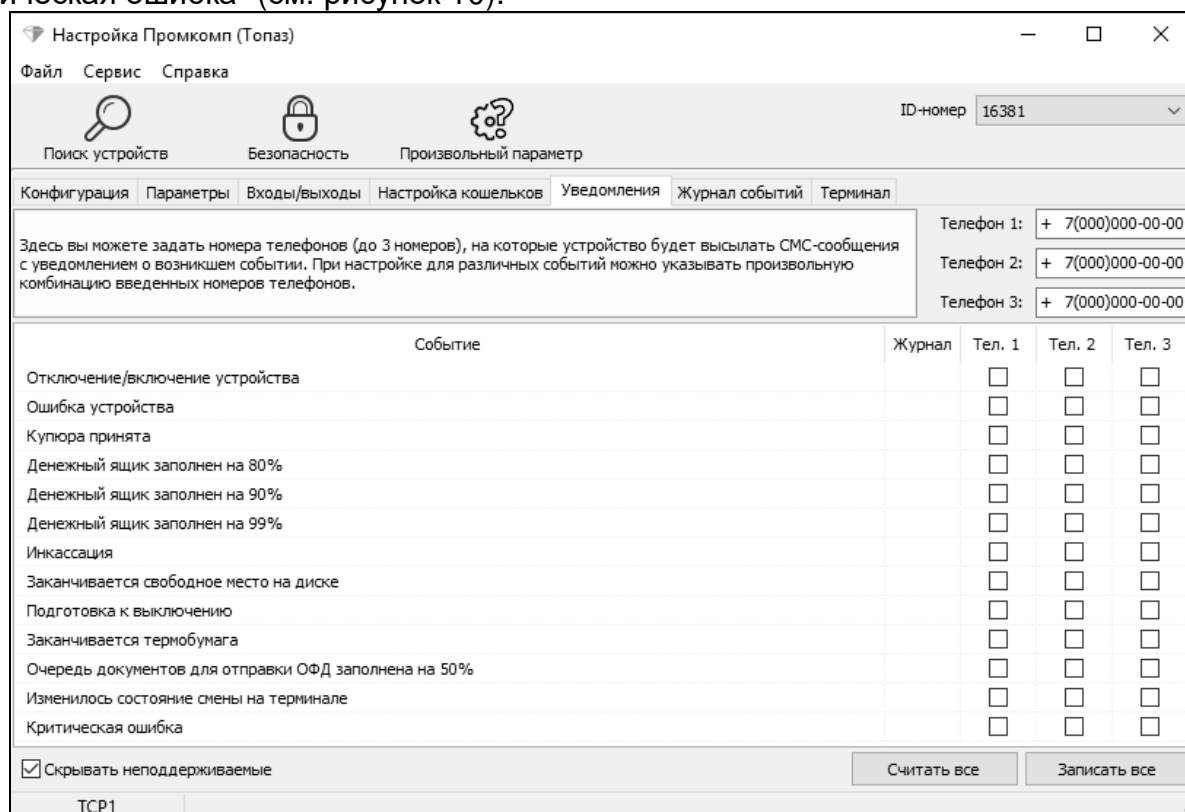 ическая ошибка" (см. рисунок 19).
Настройка Промкомп (Топаз)
Файл Сервис Справка
ID-номер 16381
Поиск устройств Безопасность Произвольный параметр
Конфигурация Параметры Входы/выходы Настройка кошельков Уведомления Журнал событий Терминал
Здесь вы можете задать номера телефонов (до 3 номеров), на которые устройство будет высылать СМС-сообщения
с уведомлением о возникшем событии. При настройке для различных событий можно указывать произвольную
комбинацию введенных номеров телефонов.
Телефон 1: + 7(000)000-00-00
Телефон 2: + 7(000)000-00-00
Телефон 3: + 7(000)000-00-00
Событие Журнал Тел. 1 Тел. 2 Тел. 3
Отключение/включение устройства
Ошибка устройства
Купюра принята
Денежный ящик заполнен на 80%
Денежный ящик заполнен на 90%
Денежный ящик заполнен на 99%
Инкассация
Заканчивается свободное место на диске
Подготовка к выключению
Заканчивается термобумага
Очередь документов для отправки ОФД заполнена на 50%
Изменилось состояние смены на терминале
Критическая ошибка
Скрывать неподдерживаемые
Считать все Записать все
TCP1